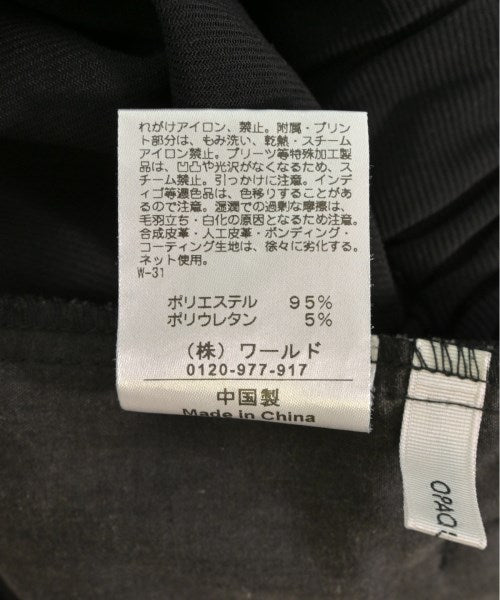 れがけアイロン、禁止。附属・プリン
ト部分は、もみ洗い、乾熱・スチーム
アイロン禁止。プリーツ等特殊加工製
品は、凹凸や光沢がなくなるため、ス
チーム禁止。引っかけに注意。インデ
ィゴ等濃色品は、色移りすることがあ
るので注意。湿潤での過剰な摩擦は、
毛羽立ち・白化の原因となるため注意。
合成皮革・人工皮革・ボンディング・
コーティング生地は、徐々に劣化する。
ネット使用。
W-31
ポリエステル 95%
ポリウレタン 5%
(株)ワールド
0120-977-917
中国製
Made in China
OPAQ